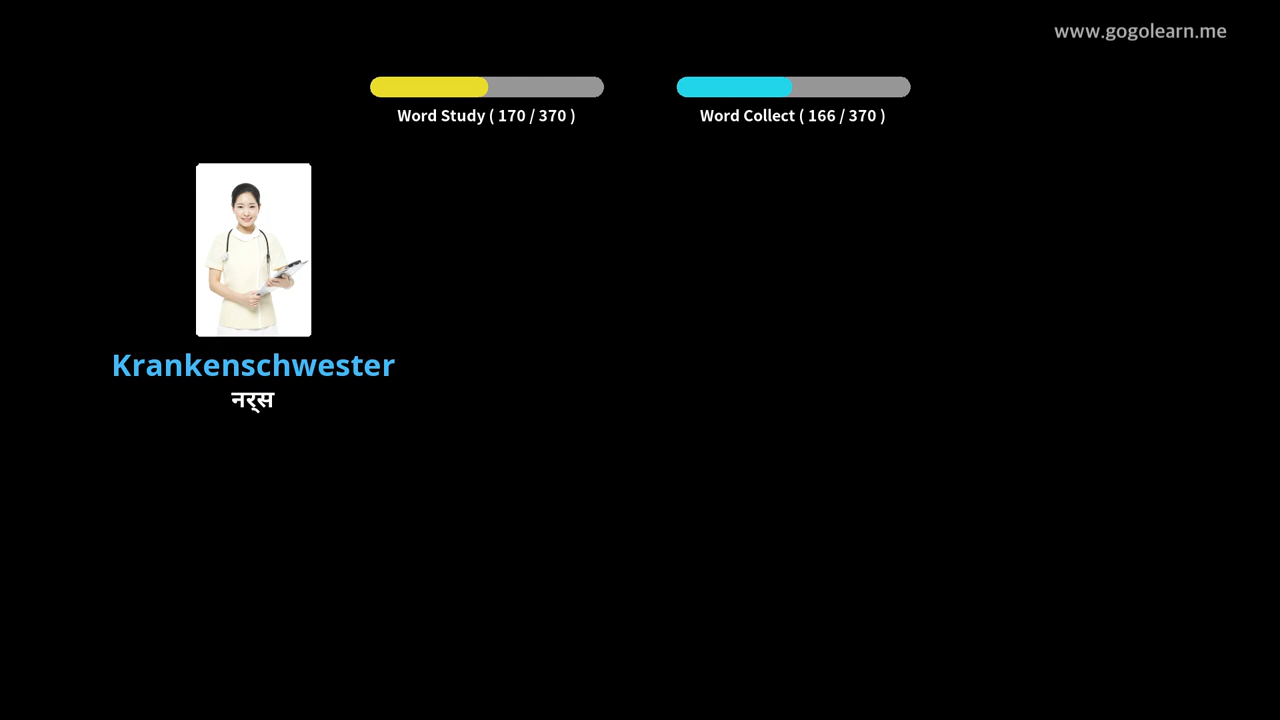 www.gogolearn.me
Word Study ( 170 / 370 )
Word Collect ( 166 / 370 )
Krankenschwester
नर्स